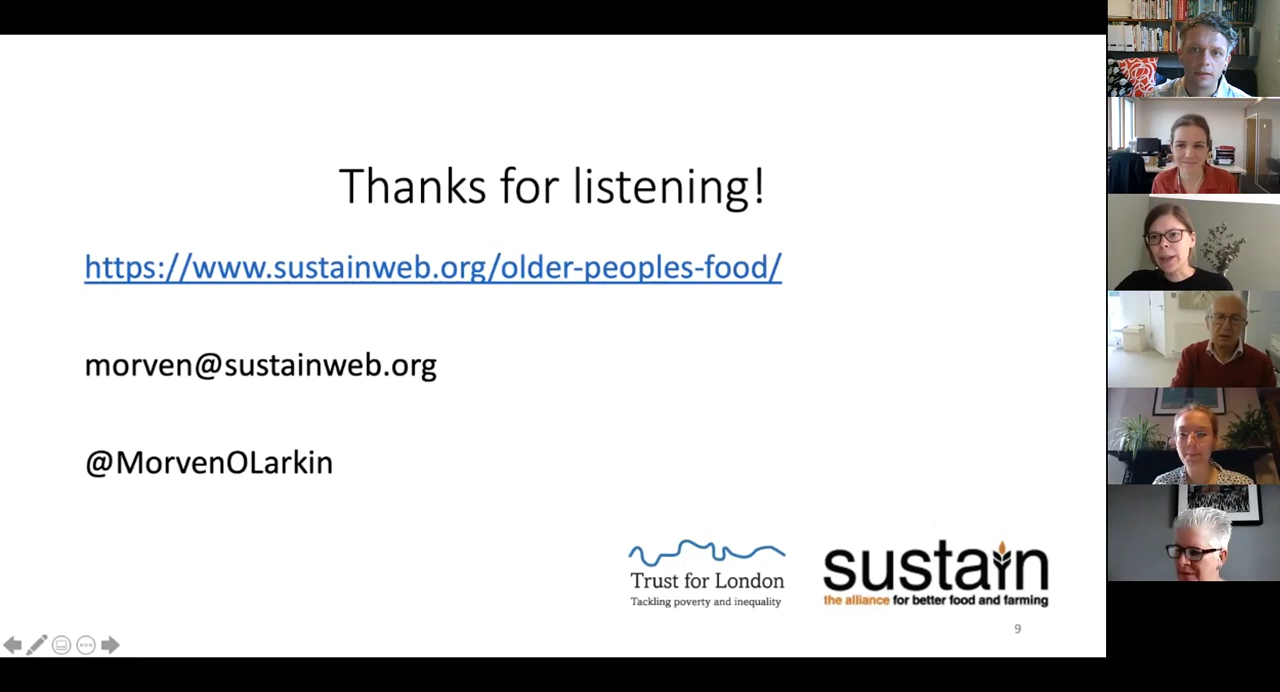 Thanks for listening!
https://www.sustainweb.org/older-peoples-food/
morven@sustainweb.org
@MorvenOLarkin
Trust for London
Tackling poverty and inequality
sustain
the alliance for better food and farming
9